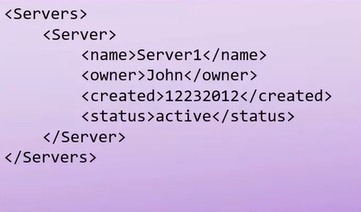 <Servers>
    <Server>
        <name>Server1</name>
        <owner>John</owner>
        <created>12232012</created>
        <status>active</status>
    </Server>
</Servers>